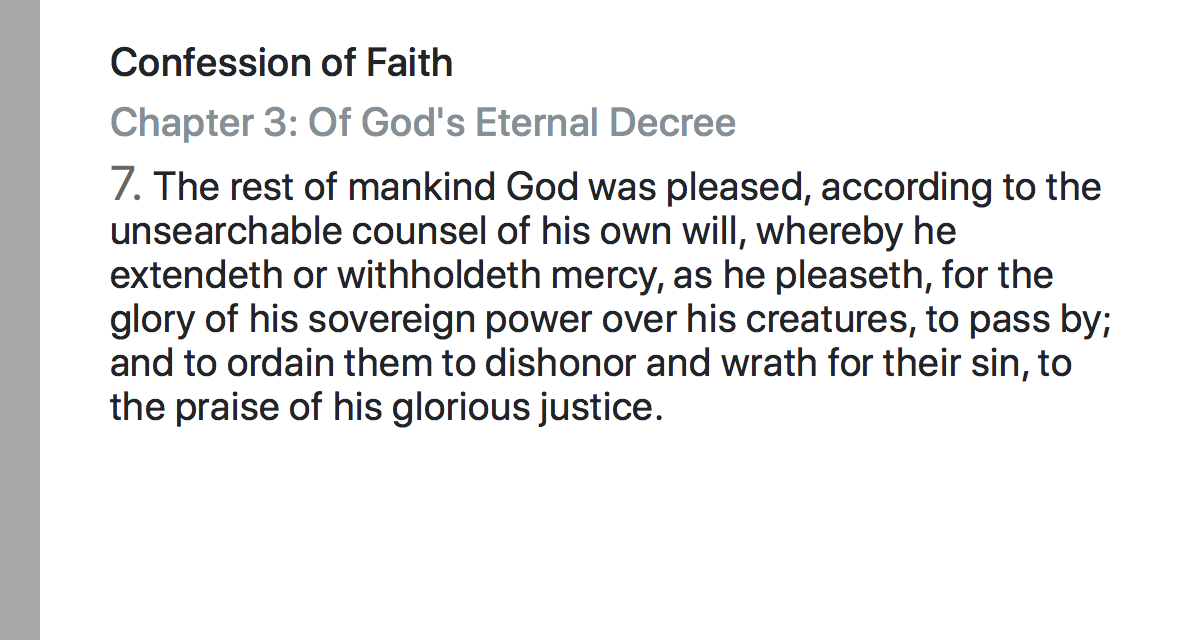 Confession of Faith
Chapter 3: Of God's Eternal Decree
7. The rest of mankind God was pleased, according to the
unsearchable counsel of his own will, whereby he
extendeth or withholdeth mercy, as he pleaseth, for the
glory of his sovereign power over his creatures, to pass by;
and to ordain them to dishonor and wrath for their sin, to
the praise of his glorious justice.